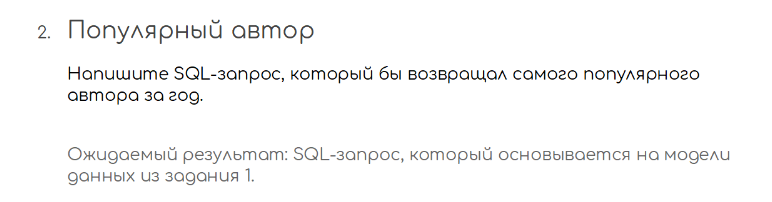 2. Популярный автор
Напишите SQL-запрос, который бы возвращал самого популярного
автора за год.
Ожидаемый результат: SQL-запрос, который основывается на модели
данных из задания 1.